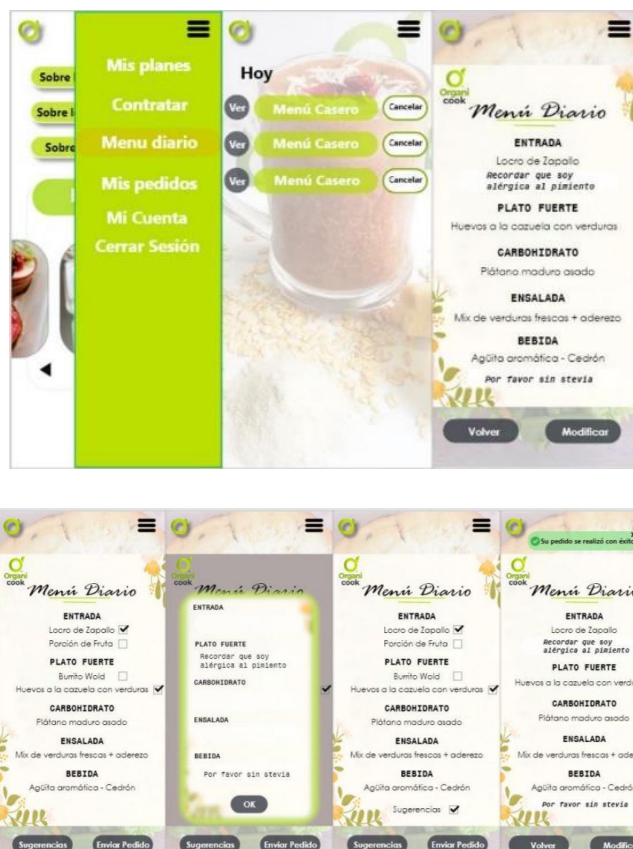 Sobre
Sobre l
Sobre
Mis planes
Contratar
Menu diario
Mis pedidos
Mi Cuenta
Cerrar Sesión
Hoy
Ver Menú Casero Cancelar
Ver Menú Casero Cancelar
Ver Menú Casero Cancelar
Organi
cook
Menú Diario
ENTRADA
Locro de Zapallo
Recordar que soy
alérgica al pimiento
PLATO FUERTE
Huevos a la cazuela con verduras
CARBOHIDRATO
Plátano maduro asado
ENSALADA
Mix de verduras frescas + aderezo
BEBIDA
Agüita aromática - Cedrón
Por favor sin stevia
Volver Modificar
Organi
cook
Menú Diario
ENTRADA
Locro de Zapallo
Porción de Fruta
PLATO FUERTE
Burrito Wold
Huevos a la cazuela con verduras
CARBOHIDRATO
Plátano maduro asado
ENSALADA
Mix de verduras frescas + aderezo
BEBIDA
Agüita aromática - Cedrón
Sugerencias Enviar Pedido
Organi
cook
Menú Diario
ENTRADA
PLATO FUERTE
Recordar que soy
alérgica al pimiento
CARBOHIDRATO
ENSALADA
BEBIDA
Por favor sin stevia
OK
Sugerencias Enviar Pedido
Organi
cook
Menú Diario
ENTRADA
Locro de Zapallo
Porción de Fruta
PLATO FUERTE
Burrito Wold
Huevos a la cazuela con verduras
CARBOHIDRATO
Plátano maduro asado
ENSALADA
Mix de verduras frescas + aderezo
BEBIDA
Agüita aromática - Cedrón
Sugerencias
Sugerencias Enviar Pedido
Su pedido se realizó con éxito
Organi
cook
Menú Diario
ENTRADA
Locro de Zapallo
Recordar que soy
alérgica al pimiento
PLATO FUERTE
Huevos a la cazuela con verd
CARBOHIDRATO
Plátano maduro asado
ENSALADA
Mix de verduras frescas + ade
BEBIDA
Agüita aromática - Cedró
Por favor sin stevia
Volver Modific